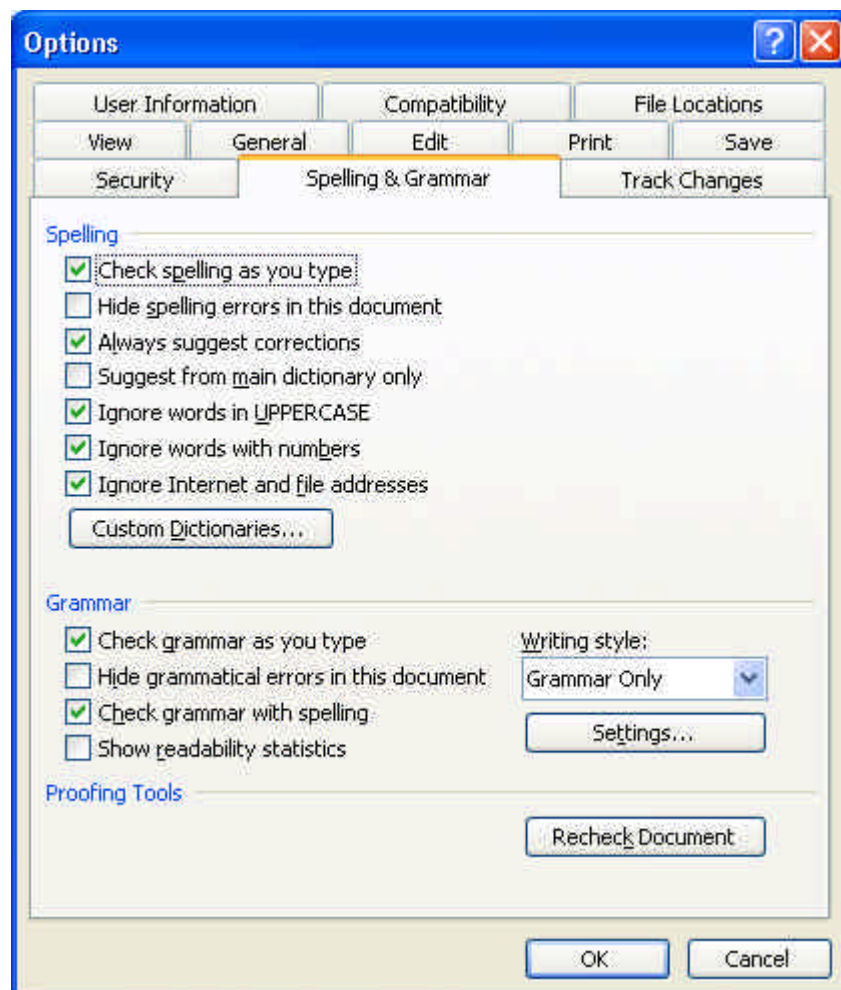 Options
User Information Compatibility File Locations
View General Edit Print Save
Security Spelling & Grammar Track Changes
Spelling
Check spelling as you type
Hide spelling errors in this document
Always suggest corrections
Suggest from main dictionary only
Ignore words in UPPERCASE
Ignore words with numbers
Ignore Internet and file addresses
Custom Dictionaries...
Grammar
Check grammar as you type Writing style:
Hide grammatical errors in this document Grammar Only
Check grammar with spelling Settings...
Show readability statistics
Proofing Tools
Recheck Document
OK Cancel